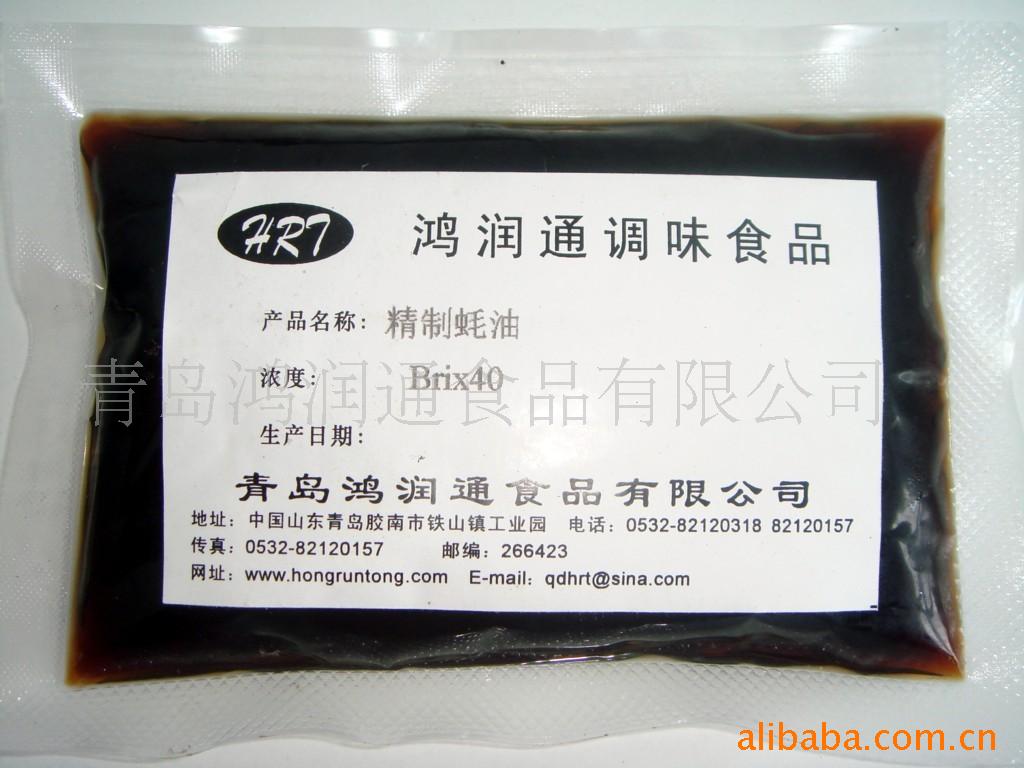 HRT 鸿润通调味食品
产品名称: 精制蚝油
浓度: Brix40
青岛鸿润通食品有限公司
生产日期:
青岛鸿润通食品有限公司
地址: 中国山东青岛胶南市铁山镇工业园 电话: 0532-82120318 82120157
传真: 0532-82120157 邮编: 266423
网址: www.hongruntong.com E-mail: qdhrt@sina.com
alibaba.com.cn